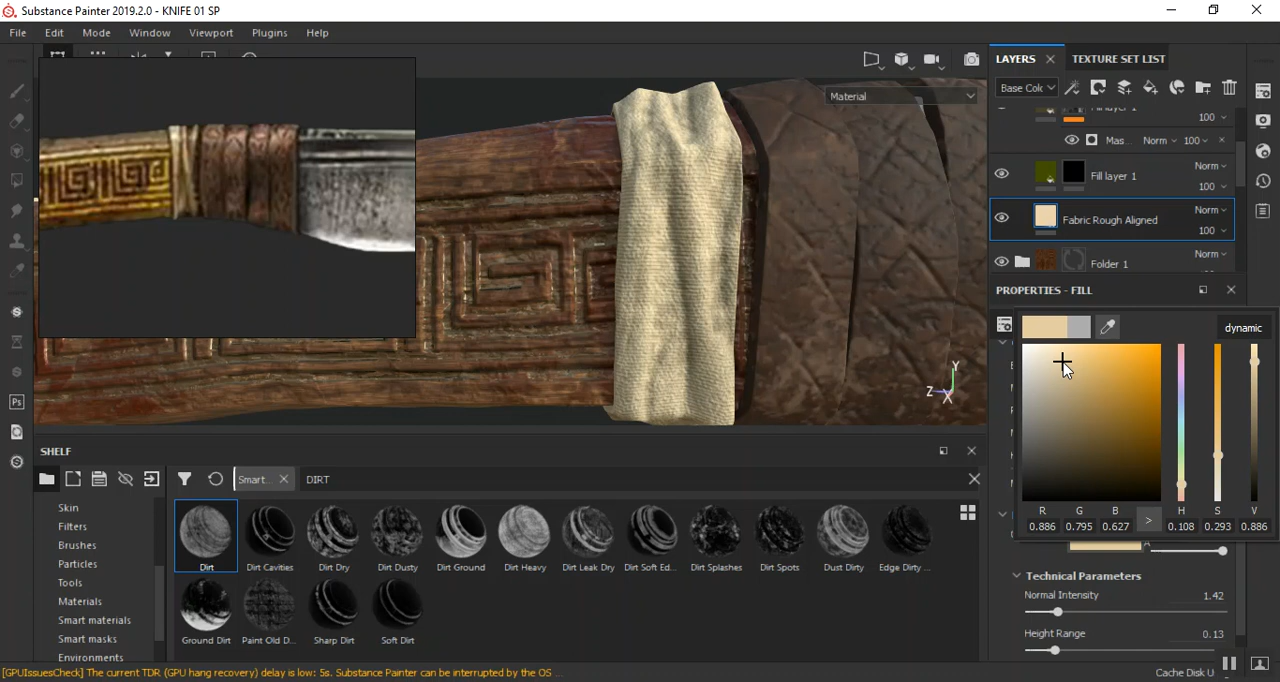 Substance Painter 2019.2.0 - KNIFE 01 SP
File Edit Mode Window Viewport Plugins Help
Material
LAYERS TEXTURE SET LIST
Base Col
100
Mas... Norm 100
Fill layer 1 Norm
100
Fabric Rough Aligned Norm
100
Folder 1 Norm
PROPERTIES - FILL
dynamic
R G B H S V
0.886 0.795 0.627 > 0.108 0.293 0.886
Technical Parameters
Normal Intensity 1.42
Height Range 0.13
Y
Z
X
SHELF
Smart... DIRT
Skin
Filters
Brushes
Particles
Tools
Materials
Smart materials
Smart masks
Environments
Dirt Dirt Cavities Dirt Dry Dirt Dusty Dirt Ground Dirt Heavy Dirt Leak Dry Dirt Soft Ed... Dirt Splashes Dirt Spots Dust Dirty Edge Dirty ...
Ground Dirt Paint Old D... Sharp Dirt Soft Dirt
Ps
[GPUIssuesCheck] The current TDR (GPU hang recovery) delay is low: 5s. Substance Painter can be interrupted by the OS ...
Cache Disk U